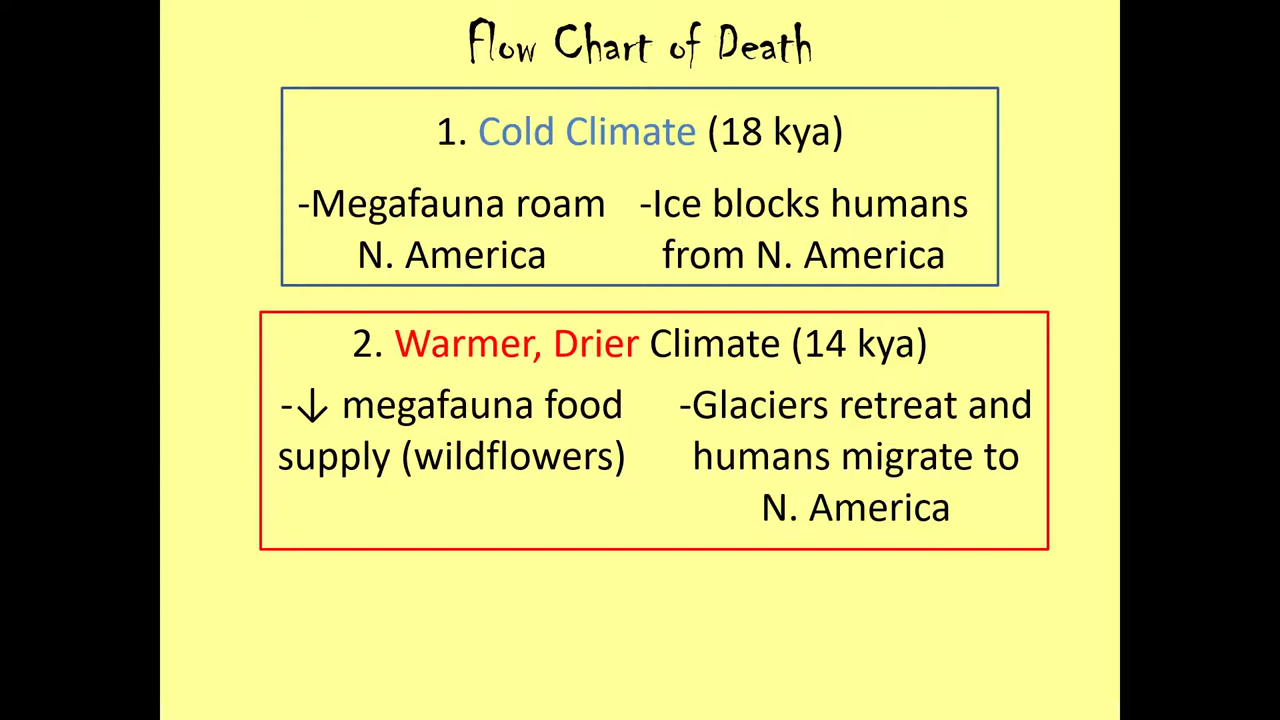 Flow Chart of Death
1. Cold Climate (18 kya)
-Megafauna roam
N. America
-Ice blocks humans
from N. America
2. Warmer, Drier Climate (14 kya)
-↓ megafauna food
supply (wildflowers)
-Glaciers retreat and
humans migrate to
N. America